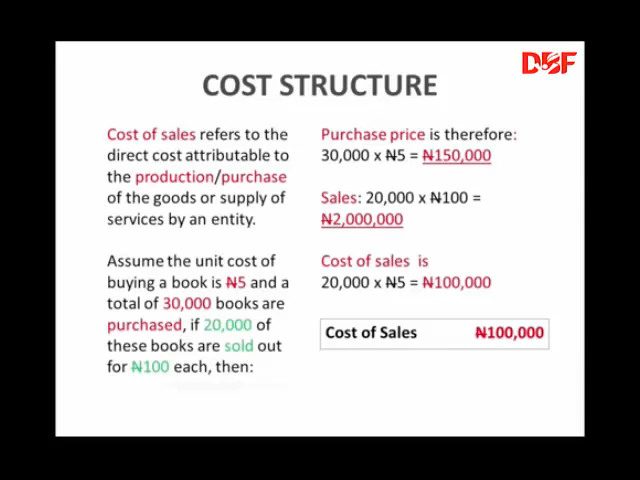 DBF
COST STRUCTURE
Cost of sales refers to the
direct cost attributable to
the production/purchase
of the goods or supply of
services by an entity.
Assume the unit cost of
buying a book is ₦5 and a
total of 30,000 books are
purchased, if 20,000 of
these books are sold out
for ₦100 each, then:
Purchase price is therefore:
30,000 x ₦5 = ₦150,000
Sales: 20,000 x ₦100 =
₦2,000,000
Cost of sales is
20,000 x ₦5 = ₦100,000
Cost of Sales ₦100,000